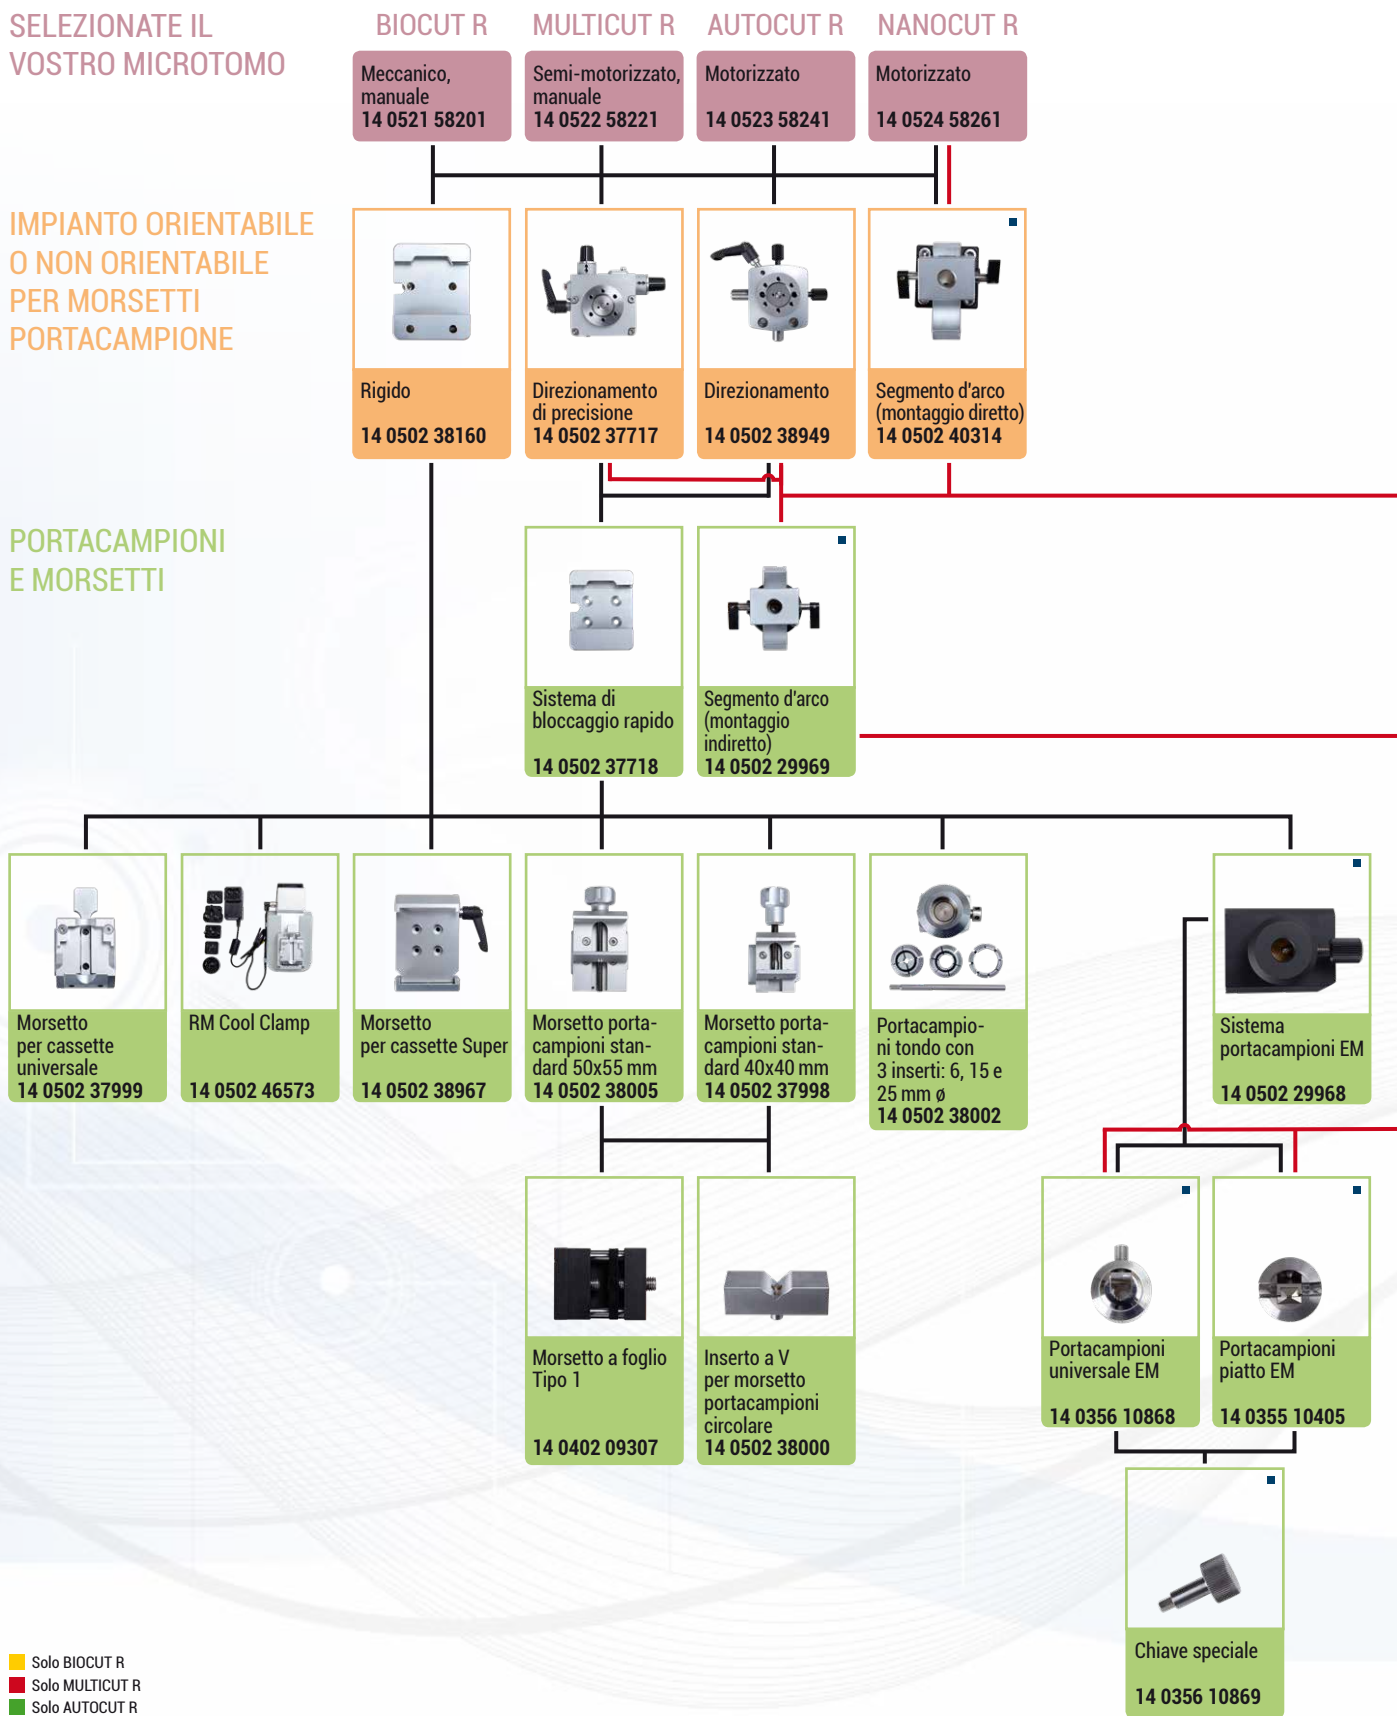 SELEZIONATE IL
VOSTRO MICROTOMO
BIOCUT R
MULTICUT R
AUTOCUT R
NANOCUT R
Meccanico,
manuale
14 0521 58201
Semi-motorizzato,
manuale
14 0522 58221
Motorizzato
14 0523 58241
Motorizzato
14 0524 58261
IMPIANTO ORIENTABILE
O NON ORIENTABILE
PER MORSETTI
PORTACAMPIONE
Rigido
14 0502 38160
Direzionamento
di precisione
14 0502 37717
Direzionamento
14 0502 38949
Segmento d'arco
(montaggio diretto)
14 0502 40314
PORTACAMPIONI
E MORSETTI
Sistema di
bloccaggio rapido
14 0502 37718
Segmento d'arco
(montaggio
indiretto)
14 0502 29969
Morsetto
per cassette
universale
14 0502 37999
RM Cool Clamp
14 0502 46573
Morsetto
per cassette Super
14 0502 38967
Morsetto porta-
campioni stan-
dard 50x55 mm
14 0502 38005
Morsetto porta-
campioni stan-
dard 40x40 mm
14 0502 37998
Portacampio-
ni tondo con
3 inserti: 6, 15 e
25 mm ø
14 0502 38002
Sistema
portacampioni EM
14 0502 29968
Morsetto a foglio
Tipo 1
14 0402 09307
Inserto a V
per morsetto
portacampioni
circolare
14 0502 38000
Portacampioni
universale EM
14 0356 10868
Portacampioni
piatto EM
14 0355 10405
Chiave speciale
14 0356 10869
Solo BIOCUT R
Solo MULTICUT R
Solo AUTOCUT R